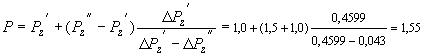 P = P_z' + (P_z'' − P_z') ΔP_z' / (ΔP_z' − ΔP_z'') = 1,0 + (1,5 + 1,0) 0,4599 / (0,4599 − 0,043) = 1,55